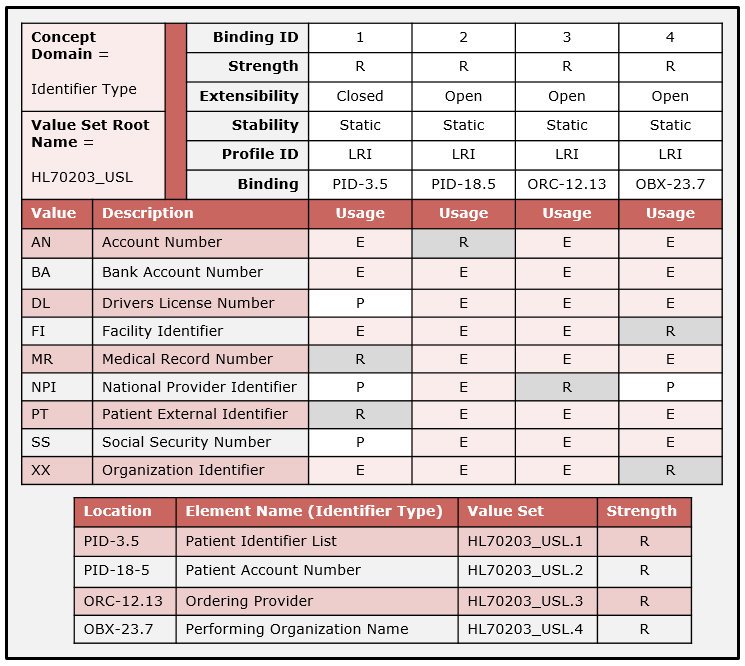 Concept Domain =
Identifier Type
Value Set Root Name =
HL70203_USL
Binding ID 1 2 3 4
Strength R R R R
Extensibility Closed Open Open Open
Stability Static Static Static Static
Profile ID LRI LRI LRI LRI
Binding PID-3.5 PID-18.5 ORC-12.13 OBX-23.7
Value Description Usage Usage Usage Usage
AN Account Number E R E E
BA Bank Account Number E E E E
DL Drivers License Number P E E E
FI Facility Identifier E E E R
MR Medical Record Number R E E E
NPI National Provider Identifier P E R P
PT Patient External Identifier R E E E
SS Social Security Number P E E E
XX Organization Identifier E E E R
Location Element Name (Identifier Type) Value Set Strength
PID-3.5 Patient Identifier List HL70203_USL.1 R
PID-18-5 Patient Account Number HL70203_USL.2 R
ORC-12.13 Ordering Provider HL70203_USL.3 R
OBX-23.7 Performing Organization Name HL70203_USL.4 R